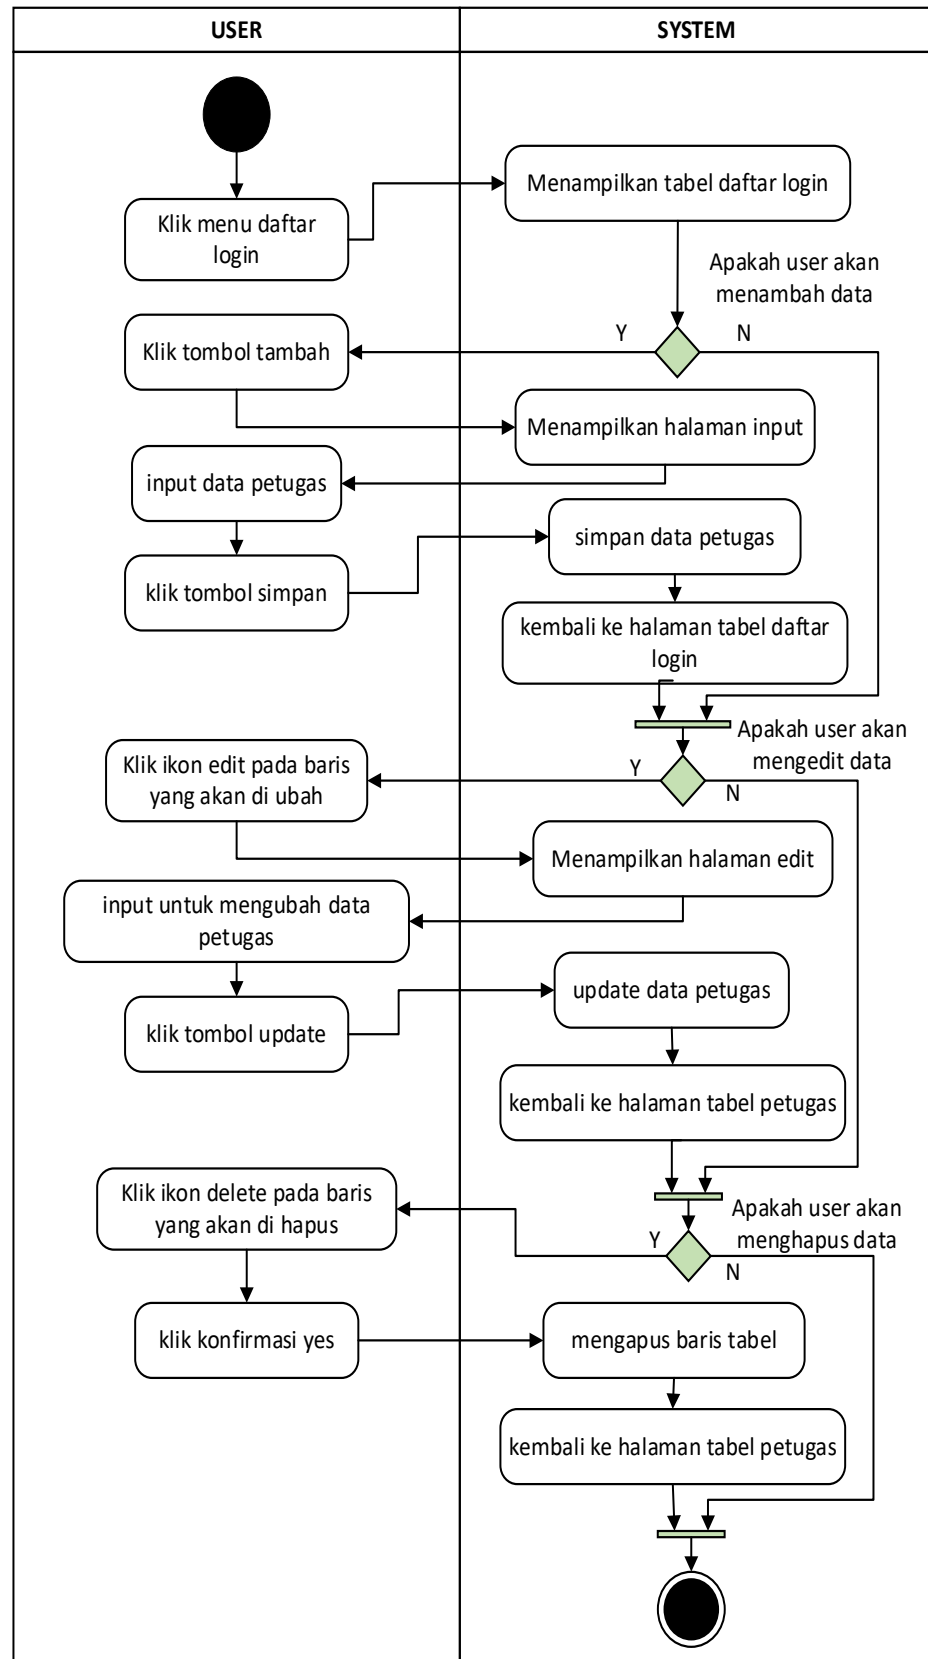 USER
SYSTEM
Menampilkan tabel daftar login
Klik menu daftar
login
Apakah user akan
menambah data
Y
N
Klik tombol tambah
Menampilkan halaman input
input data petugas
simpan data petugas
klik tombol simpan
kembali ke halaman tabel daftar
login
Apakah user akan
mengedit data
Klik ikon edit pada baris
yang akan di ubah
Y
N
Menampilkan halaman edit
input untuk mengubah data
petugas
update data petugas
klik tombol update
kembali ke halaman tabel petugas
Klik ikon delete pada baris
yang akan di hapus
Apakah user akan
menghapus data
Y
N
klik konfirmasi yes
mengapus baris tabel
kembali ke halaman tabel petugas